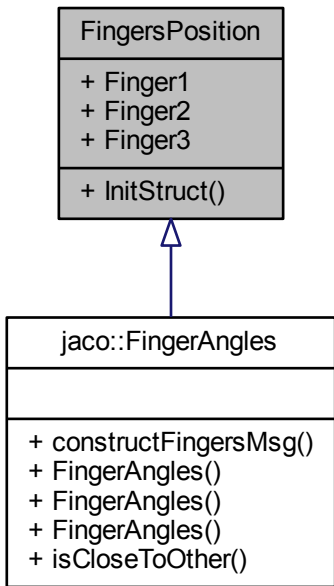 FingersPosition
+ Finger1
+ Finger2
+ Finger3
+ InitStruct()
jaco::FingerAngles
+ constructFingersMsg()
+ FingerAngles()
+ FingerAngles()
+ FingerAngles()
+ isCloseToOther()